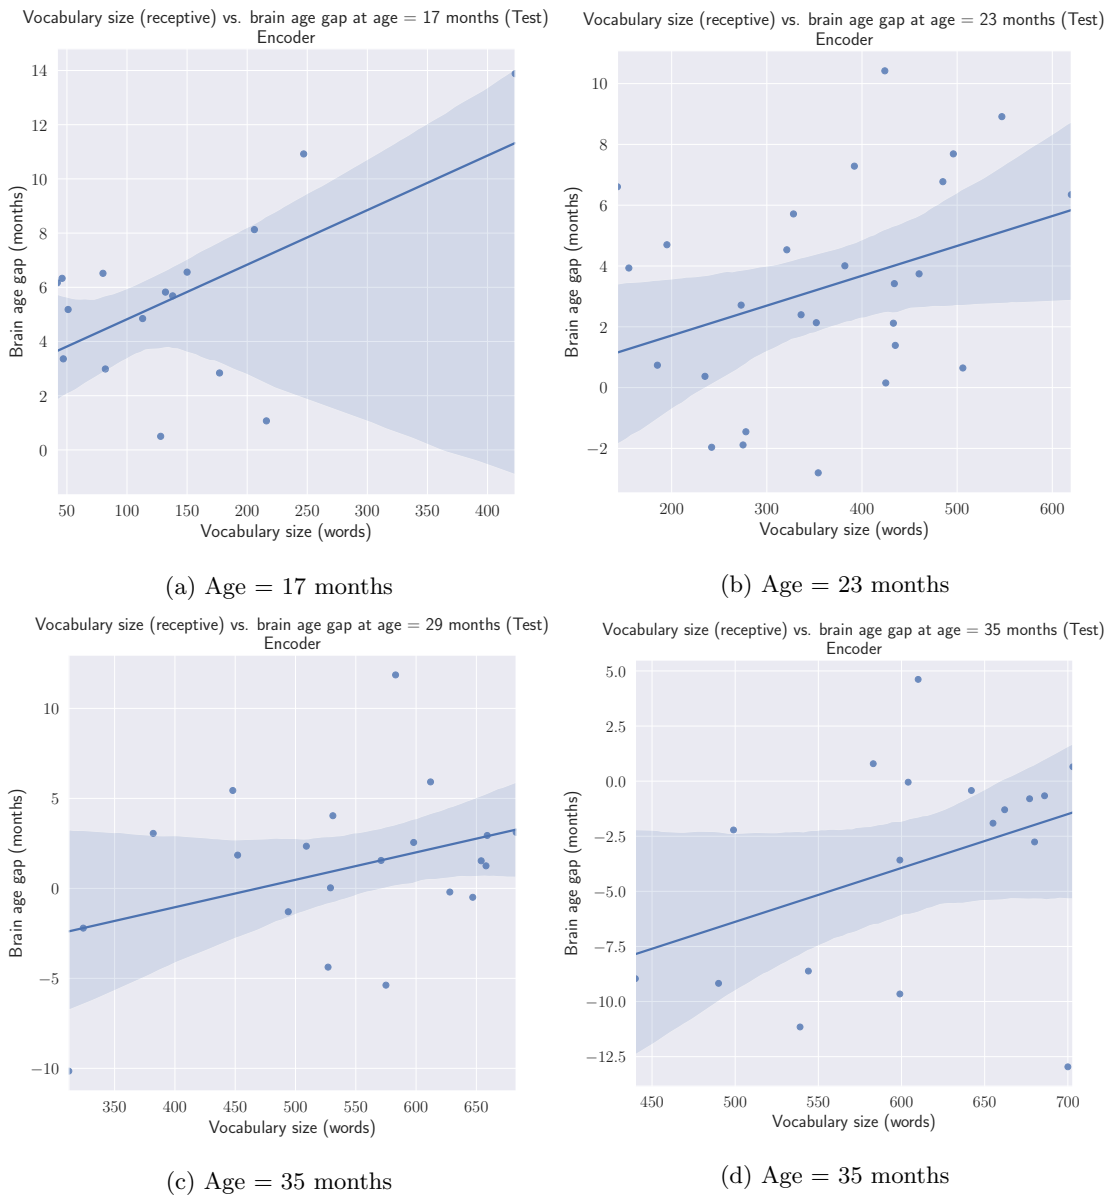 Vocabulary size (receptive) vs. brain age gap at age = 17 months (Test)
Encoder
14
12
10
8
6
4
2
0
Brain age gap (months)
50 100 150 200 250 300 350 400
Vocabulary size (words)
(a) Age = 17 months
Vocabulary size (receptive) vs. brain age gap at age = 23 months (Test)
Encoder
10
8
6
4
2
0
−2
Brain age gap (months)
200 300 400 500 600
Vocabulary size (words)
(b) Age = 23 months
Vocabulary size (receptive) vs. brain age gap at age = 29 months (Test)
Encoder
10
5
0
−5
−10
Brain age gap (months)
350 400 450 500 550 600 650
Vocabulary size (words)
(c) Age = 35 months
Vocabulary size (receptive) vs. brain age gap at age = 35 months (Test)
Encoder
5.0
2.5
0.0
−2.5
−5.0
−7.5
−10.0
−12.5
Brain age gap (months)
450 500 550 600 650 700
Vocabulary size (words)
(d) Age = 35 months